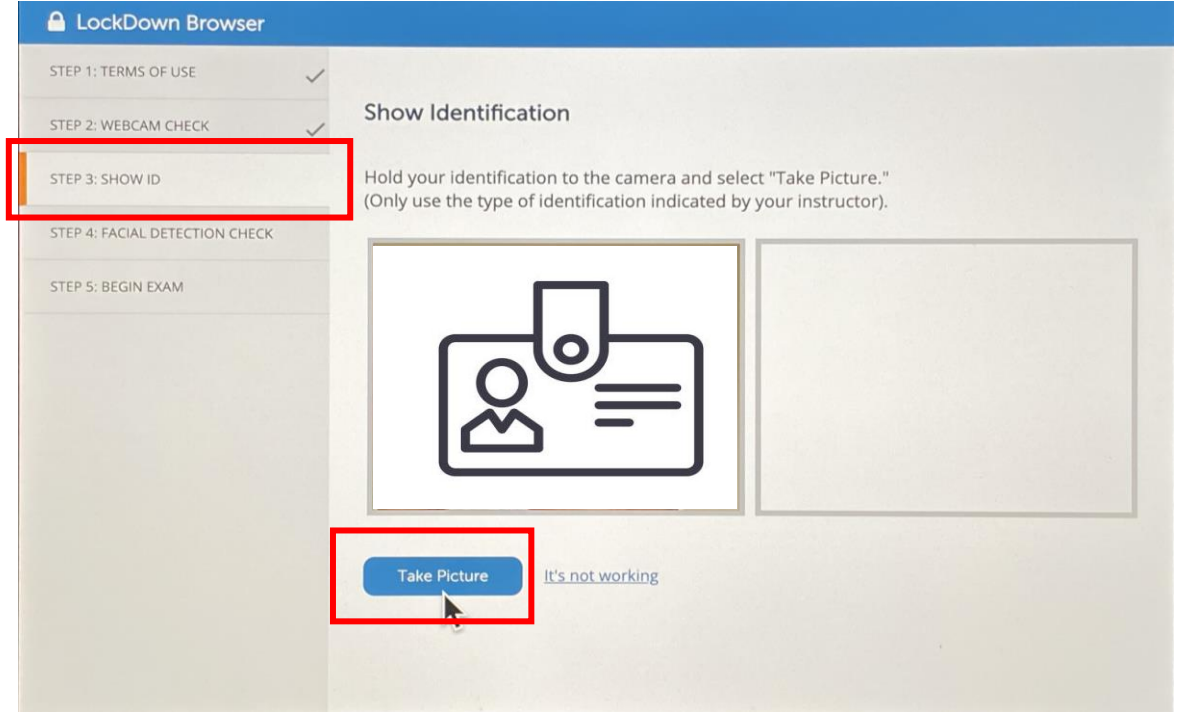 LockDown Browser
STEP 1: TERMS OF USE
STEP 2: WEBCAM CHECK
STEP 3: SHOW ID
STEP 4: FACIAL DETECTION CHECK
STEP 5: BEGIN EXAM
Show Identification
Hold your identification to the camera and select "Take Picture."
(Only use the type of identification indicated by your instructor).
Take Picture
It's not working